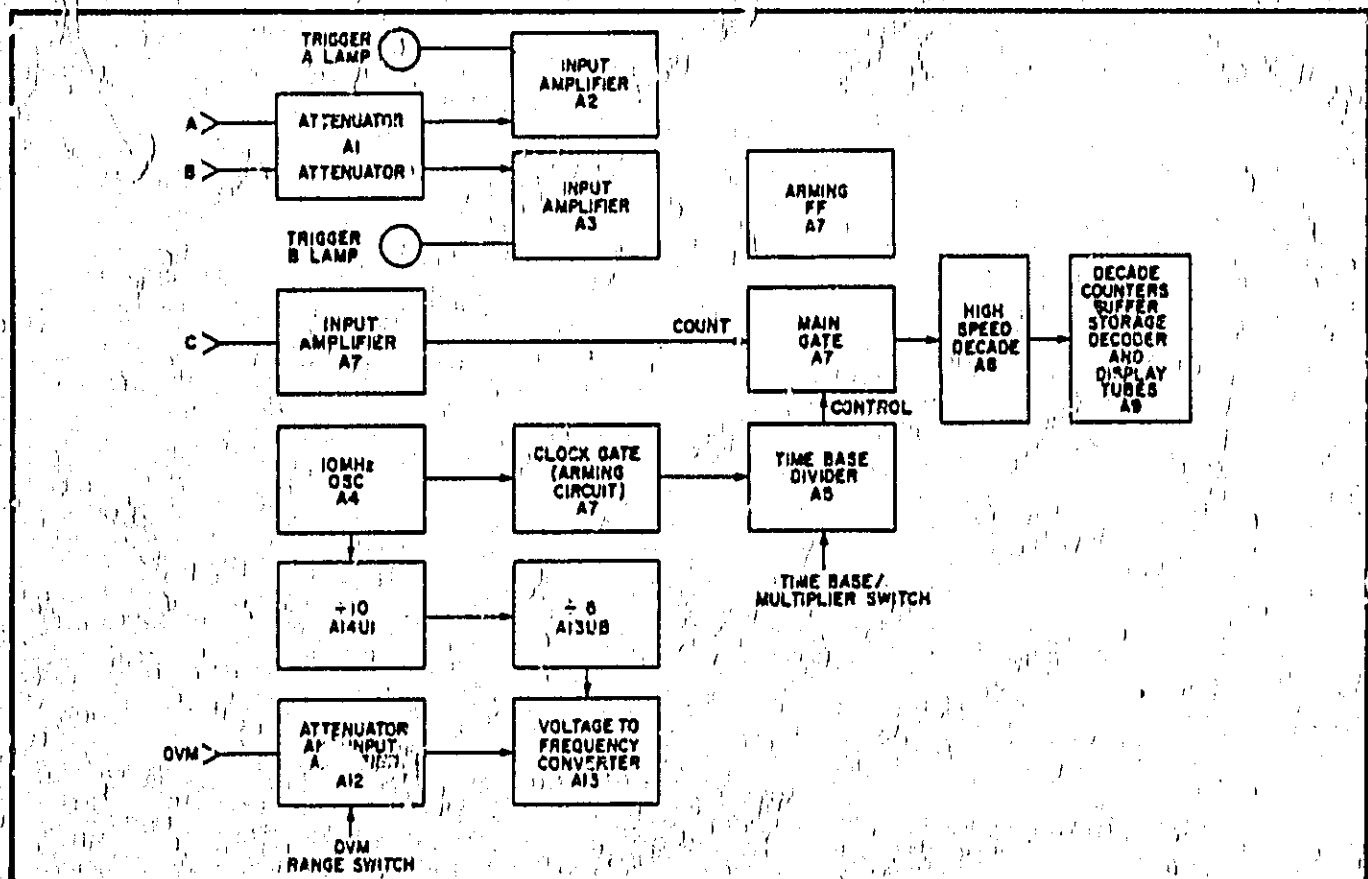 TRIGGER
A LAMP
INPUT
AMPLIFIER
A2
A
ATTENUATOR
A1
B
ATTENUATOR
INPUT
AMPLIFIER
A3
TRIGGER
B LAMP
ARMING
FF
A7
C
INPUT
AMPLIFIER
A7
COUNT
MAIN
GATE
A7
HIGH
SPEED
DECADE
A6
DECADE
COUNTERS
BUFFER
STORAGE
DECODER
AND
DISPLAY
TUBES
A9
CONTROL
10MHz
OSC
A4
CLOCK GATE
(ARMING
CIRCUIT)
A7
TIME BASE
DIVIDER
A5
TIME BASE/
MULTIPLIER SWITCH
÷10
A14U1
÷
DVM
ATTENUATOR
INPUT
A12
VOLTAGE TO
FREQUENCY
CONVERTER
A13
DVM
RANGE SWITCH